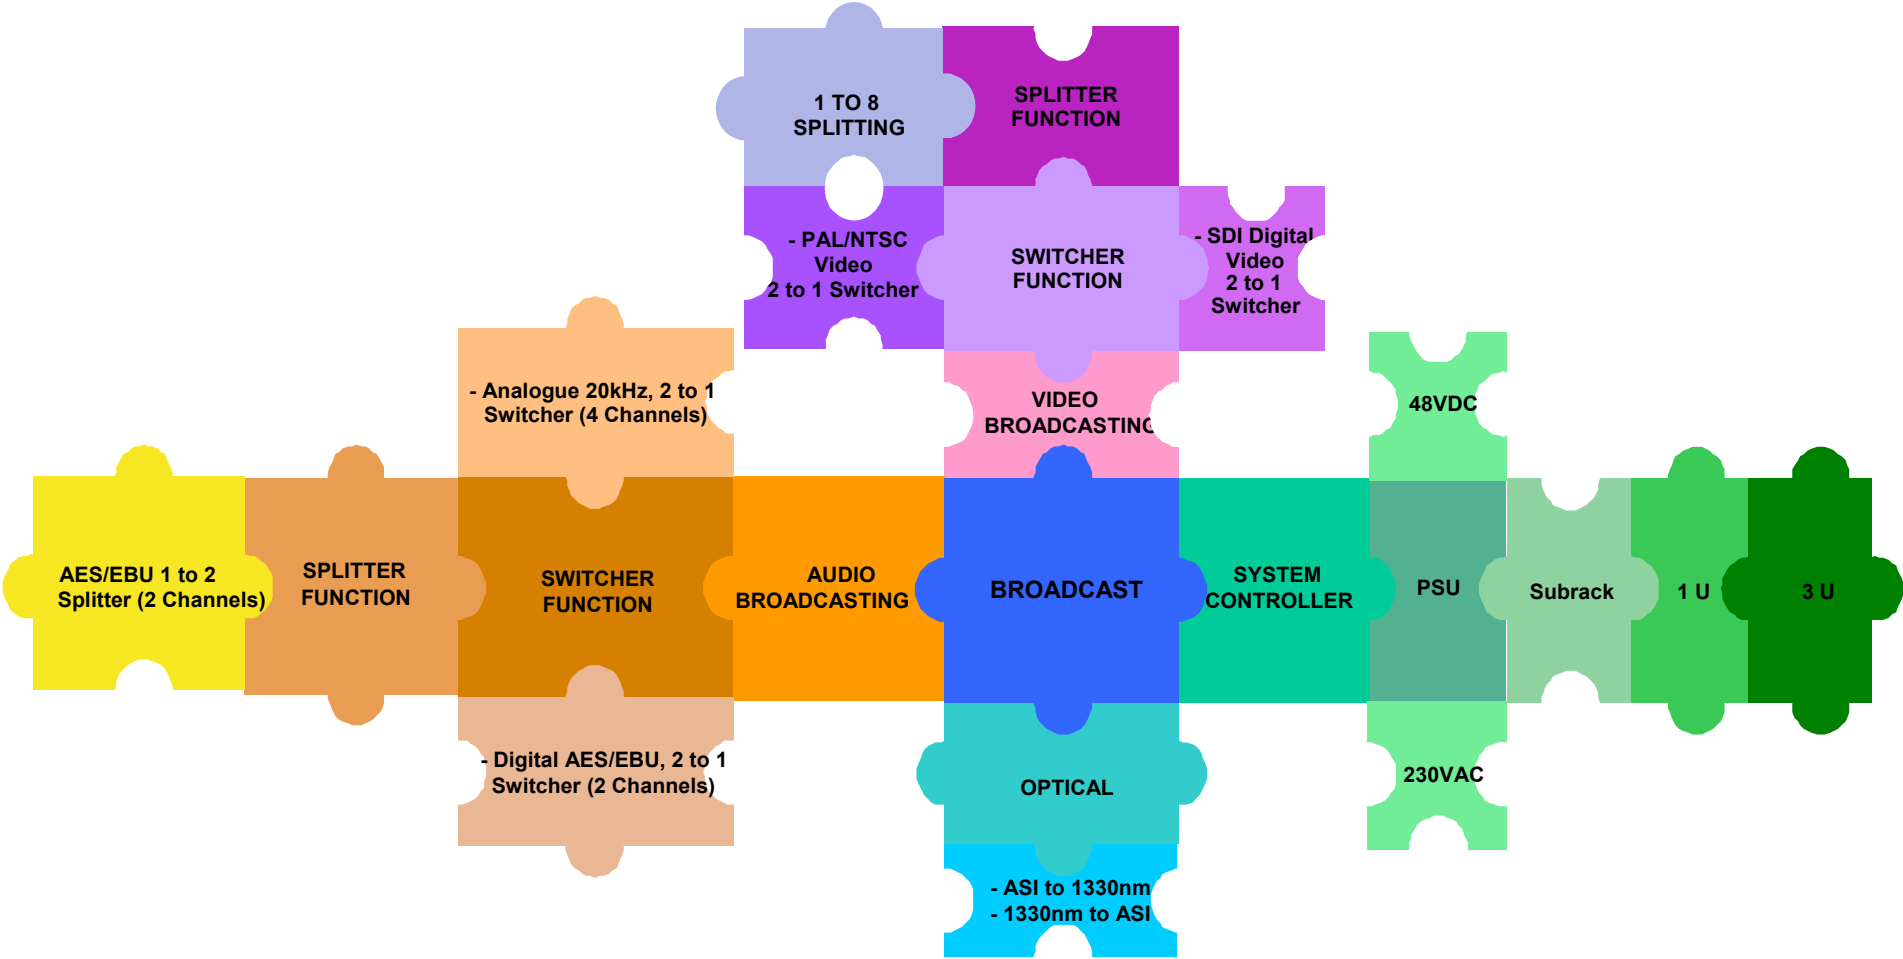 1 TO 8
SPLITTING
SPLITTER
FUNCTION
- PAL/NTSC
Video
2 to 1 Switcher
SWITCHER
FUNCTION
- SDI Digital
Video
2 to 1
Switcher
- Analogue 20kHz, 2 to 1
Switcher (4 Channels)
VIDEO
BROADCASTING
48VDC
AES/EBU 1 to 2
Splitter (2 Channels)
SPLITTER
FUNCTION
SWITCHER
FUNCTION
AUDIO
BROADCASTING
BROADCAST
SYSTEM
CONTROLLER
PSU
Subrack
1 U
3 U
- Digital AES/EBU, 2 to 1
Switcher (2 Channels)
OPTICAL
230VAC
- ASI to 1330nm
- 1330nm to ASI